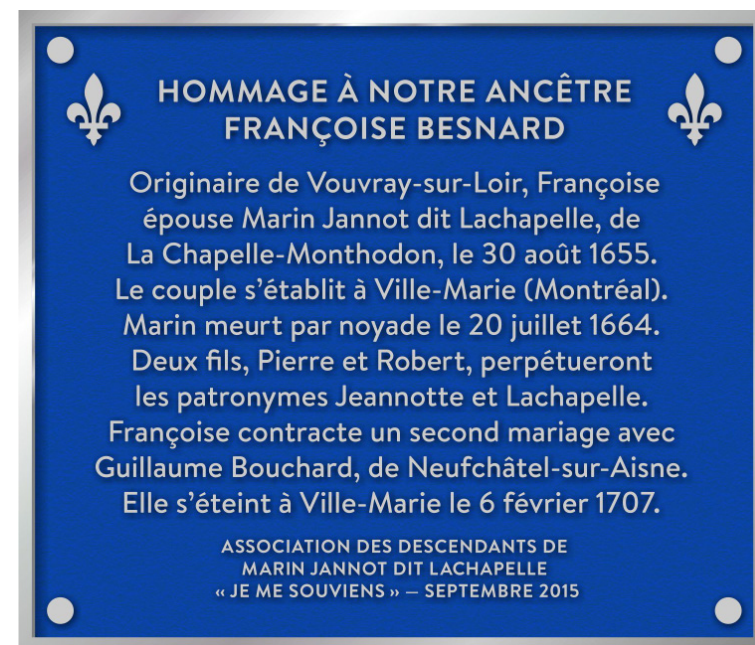 HOMMAGE À NOTRE ANCÊTRE
FRANÇOISE BESNARD
Originaire de Vouvray-sur-Loir, Françoise
épouse Marin Jannot dit Lachapelle, de
La Chapelle-Monthodon, le 30 août 1655.
Le couple s’établit à Ville-Marie (Montréal).
Marin meurt par noyade le 20 juillet 1664.
Deux fils, Pierre et Robert, perpétueront
les patronymes Jeannotte et Lachapelle.
Françoise contracte un second mariage avec
Guillaume Bouchard, de Neufchâtel-sur-Aisne.
Elle s’éteint à Ville-Marie le 6 février 1707.
ASSOCIATION DES DESCENDANTS DE
MARIN JANNOT DIT LACHAPELLE
« JE ME SOUVIENS » — SEPTEMBRE 2015